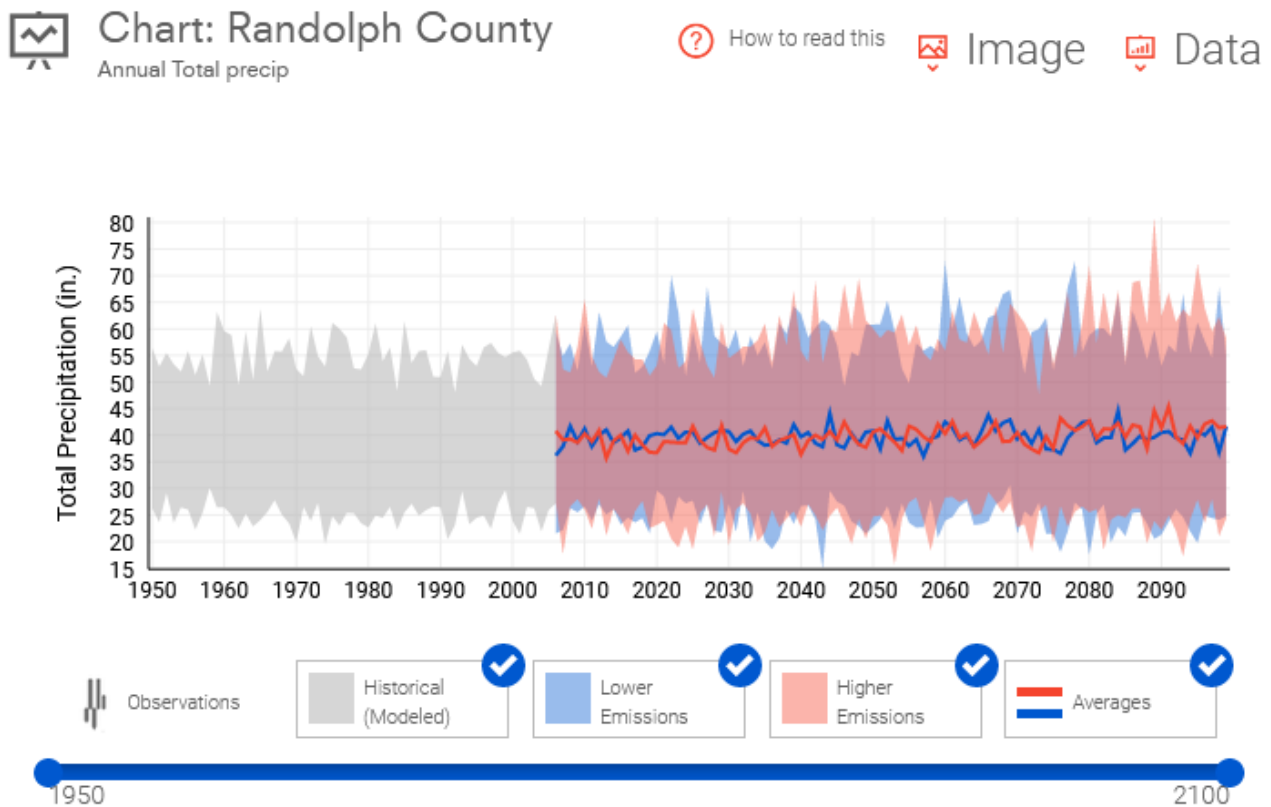 Chart: Randolph County
Annual Total precip
How to read this
Image
Data
Total Precipitation (in.)
80
75
70
65
60
55
50
45
40
35
30
25
20
15
1950 1960 1970 1980 1990 2000 2010 2020 2030 2040 2050 2060 2070 2080 2090
Observations
Historical
(Modeled)
Lower
Emissions
Higher
Emissions
Averages
1950
2100